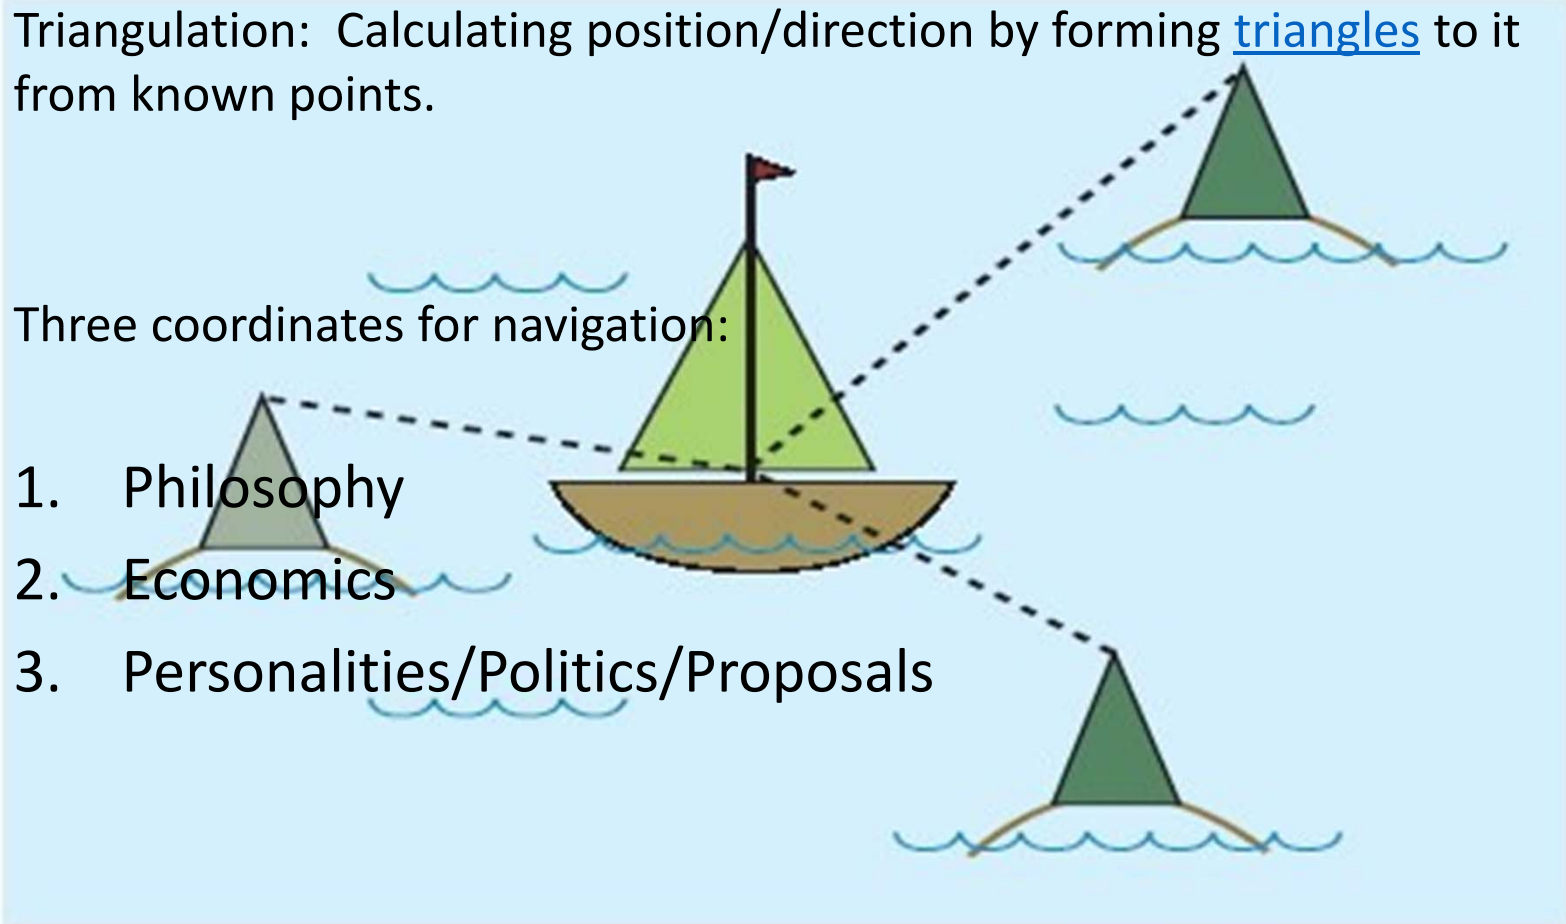 Triangulation:  Calculating position/direction by forming triangles to it
from known points.
Three coordinates for navigation:
1. Philosophy
2. Economics
3. Personalities/Politics/Proposals